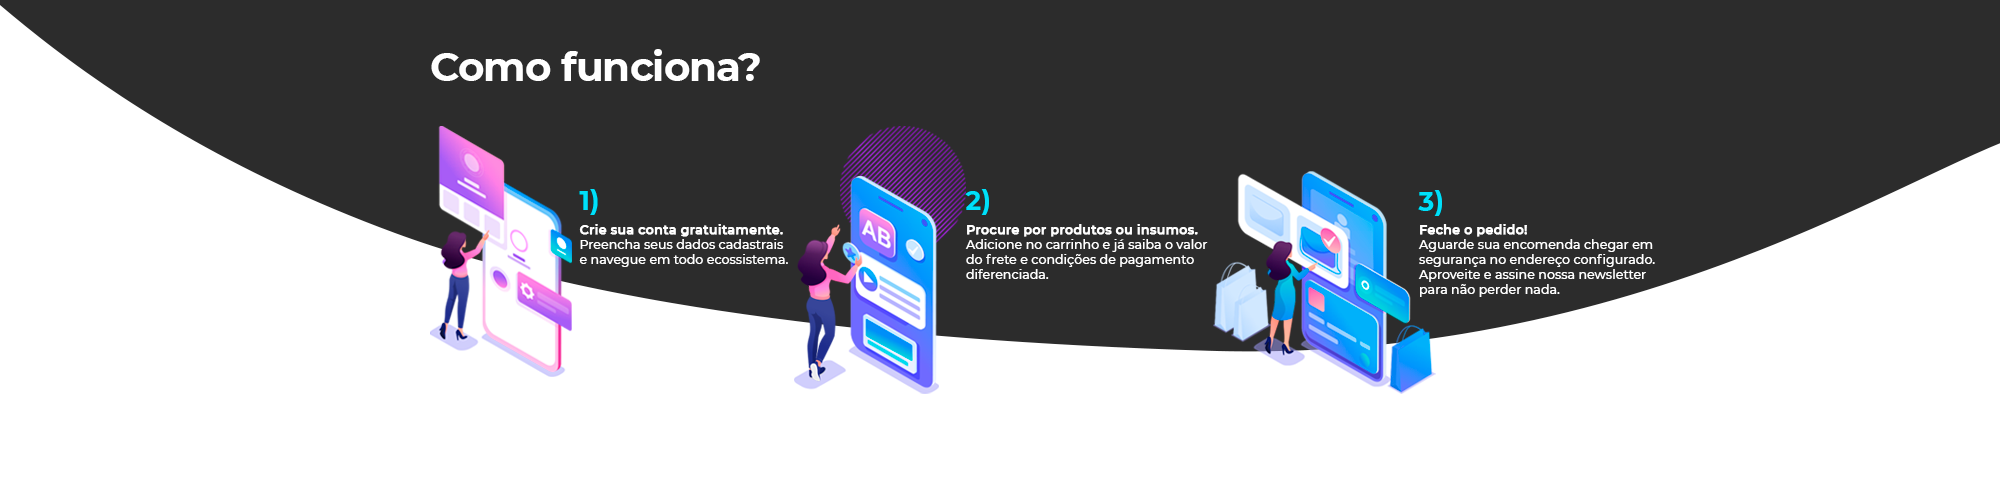 Como funciona?
1)
Crie sua conta gratuitamente.
Preencha seus dados cadastrais
e navegue em todo ecossistema.
AB
2)
Procure por produtos ou insumos.
Adicione no carrinho e já saiba o valor
do frete e condições de pagamento
diferenciada.
3)
Feche o pedido!
Aguarde sua encomenda chegar em
segurança no endereço configurado.
Aproveite e assine nossa newsletter
para não perder nada.